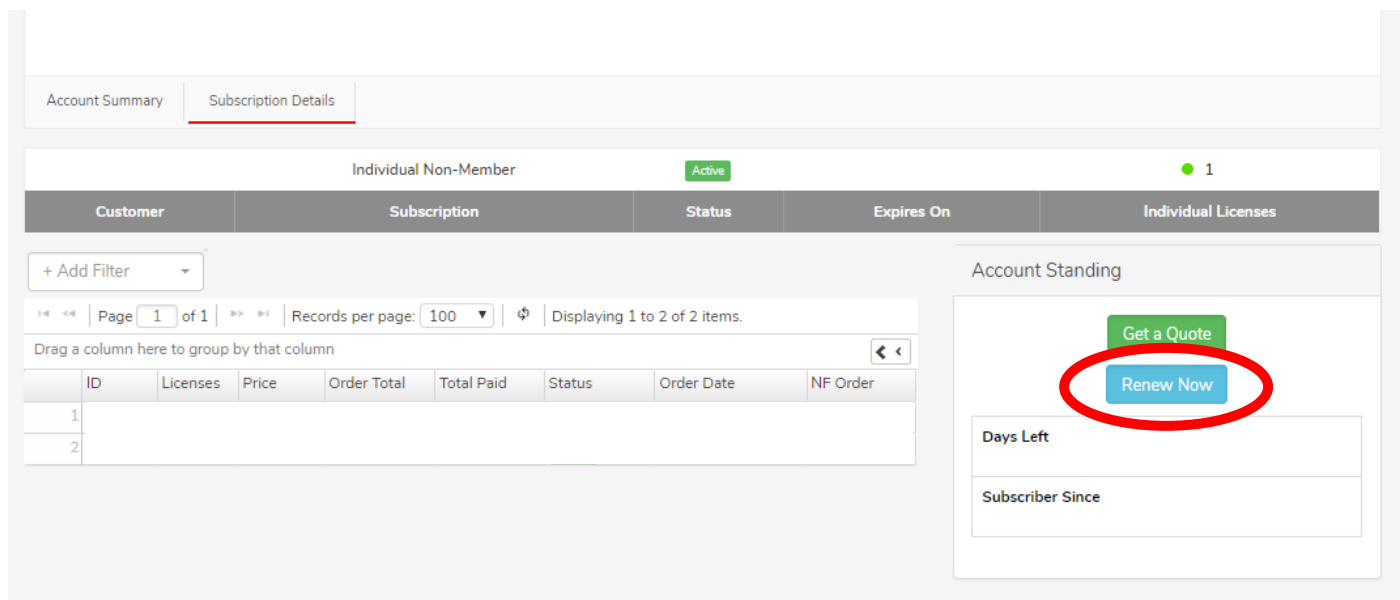 Account Summary Subscription Details
Individual Non-Member Active 1
Customer Subscription Status Expires On Individual Licenses
+ Add Filter
Page 1 of 1 Records per page: 100 Displaying 1 to 2 of 2 items.
Drag a column here to group by that column
ID Licenses Price Order Total Total Paid Status Order Date NF Order
1
2
Account Standing
Get a Quote
Renew Now
Days Left
Subscriber Since